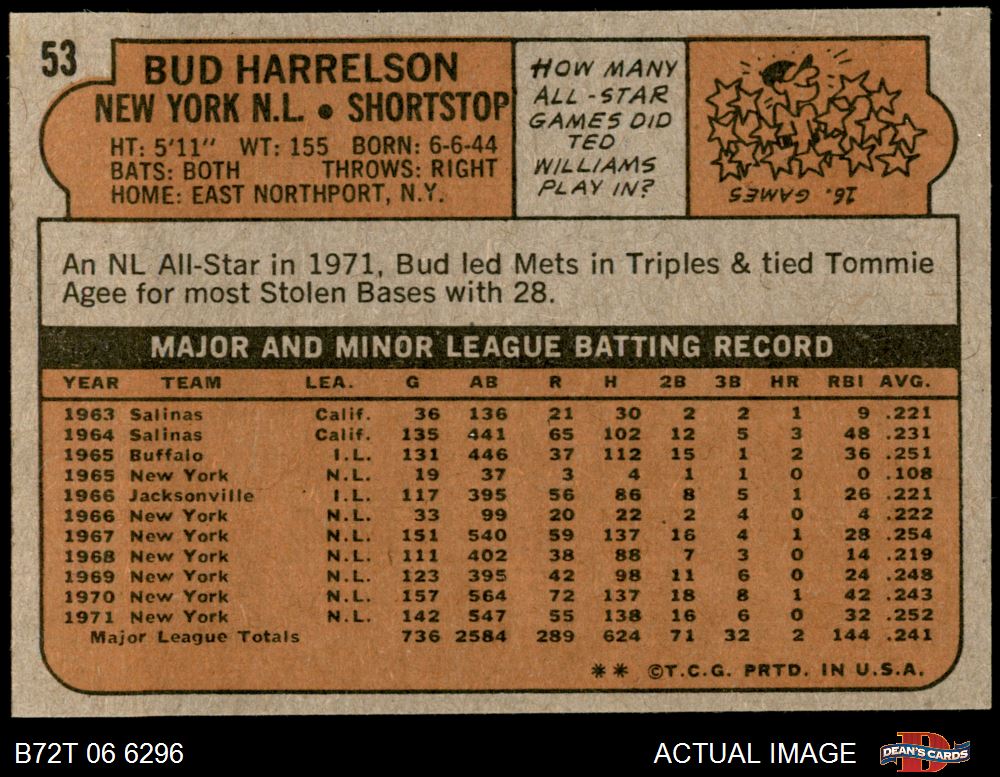 53
BUD HARRELSON
NEW YORK N.L. • SHORTSTOP
HT: 5'11" WT: 155 BORN: 6-6-44
BATS: BOTH THROWS: RIGHT
HOME: EAST NORTHPORT, N.Y.
HOW MANY
ALL-STAR
GAMES DID
TED
WILLIAMS
PLAY IN?
16. GAMES
An NL All-Star in 1971, Bud led Mets in Triples & tied Tommie
Agee for most Stolen Bases with 28.
MAJOR AND MINOR LEAGUE BATTING RECORD
YEAR TEAM LEA. G AB R H 2B 3B HR RBI AVG.
1963 Salinas Calif. 36 136 21 30 2 2 1 9 .221
1964 Salinas Calif. 135 441 65 102 12 5 3 48 .231
1965 Buffalo I.L. 131 446 37 112 15 1 2 36 .251
1965 New York N.L. 19 37 3 4 1 1 0 0 .108
1966 Jacksonville I.L. 117 395 56 86 8 5 1 26 .221
1966 New York N.L. 33 99 20 22 2 4 0 4 .222
1967 New York N.L. 151 540 59 137 16 4 1 28 .254
1968 New York N.L. 111 402 38 88 7 3 0 14 .219
1969 New York N.L. 123 395 42 98 11 6 0 24 .248
1970 New York N.L. 157 564 72 137 18 8 1 42 .243
1971 New York N.L. 142 547 55 138 16 6 0 32 .252
Major League Totals 736 2584 289 624 71 32 2 144 .241
** ©T.C.G. PRTD. IN U.S.A.
B72T 06 6296
ACTUAL IMAGE
DEAN'S CARDS